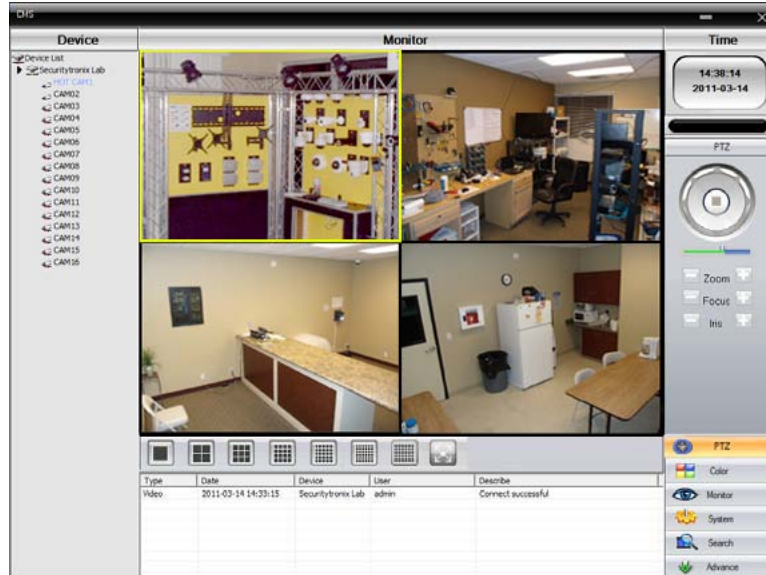 CMS
Device
Monitor
Time
Device List
Securitytronix Lab
HOT CAM1
CAM02
CAM03
CAM04
CAM05
CAM06
CAM07
CAM08
CAM09
CAM10
CAM11
CAM12
CAM13
CAM14
CAM15
CAM16
14:38:14
2011-03-14
PTZ
Zoom
Focus
Iris
PTZ
Color
Monitor
System
Search
Advance
Type Date Device User Describe
Video 2011-03-14 14:33:15 Securitytronix Lab admin Connect successful